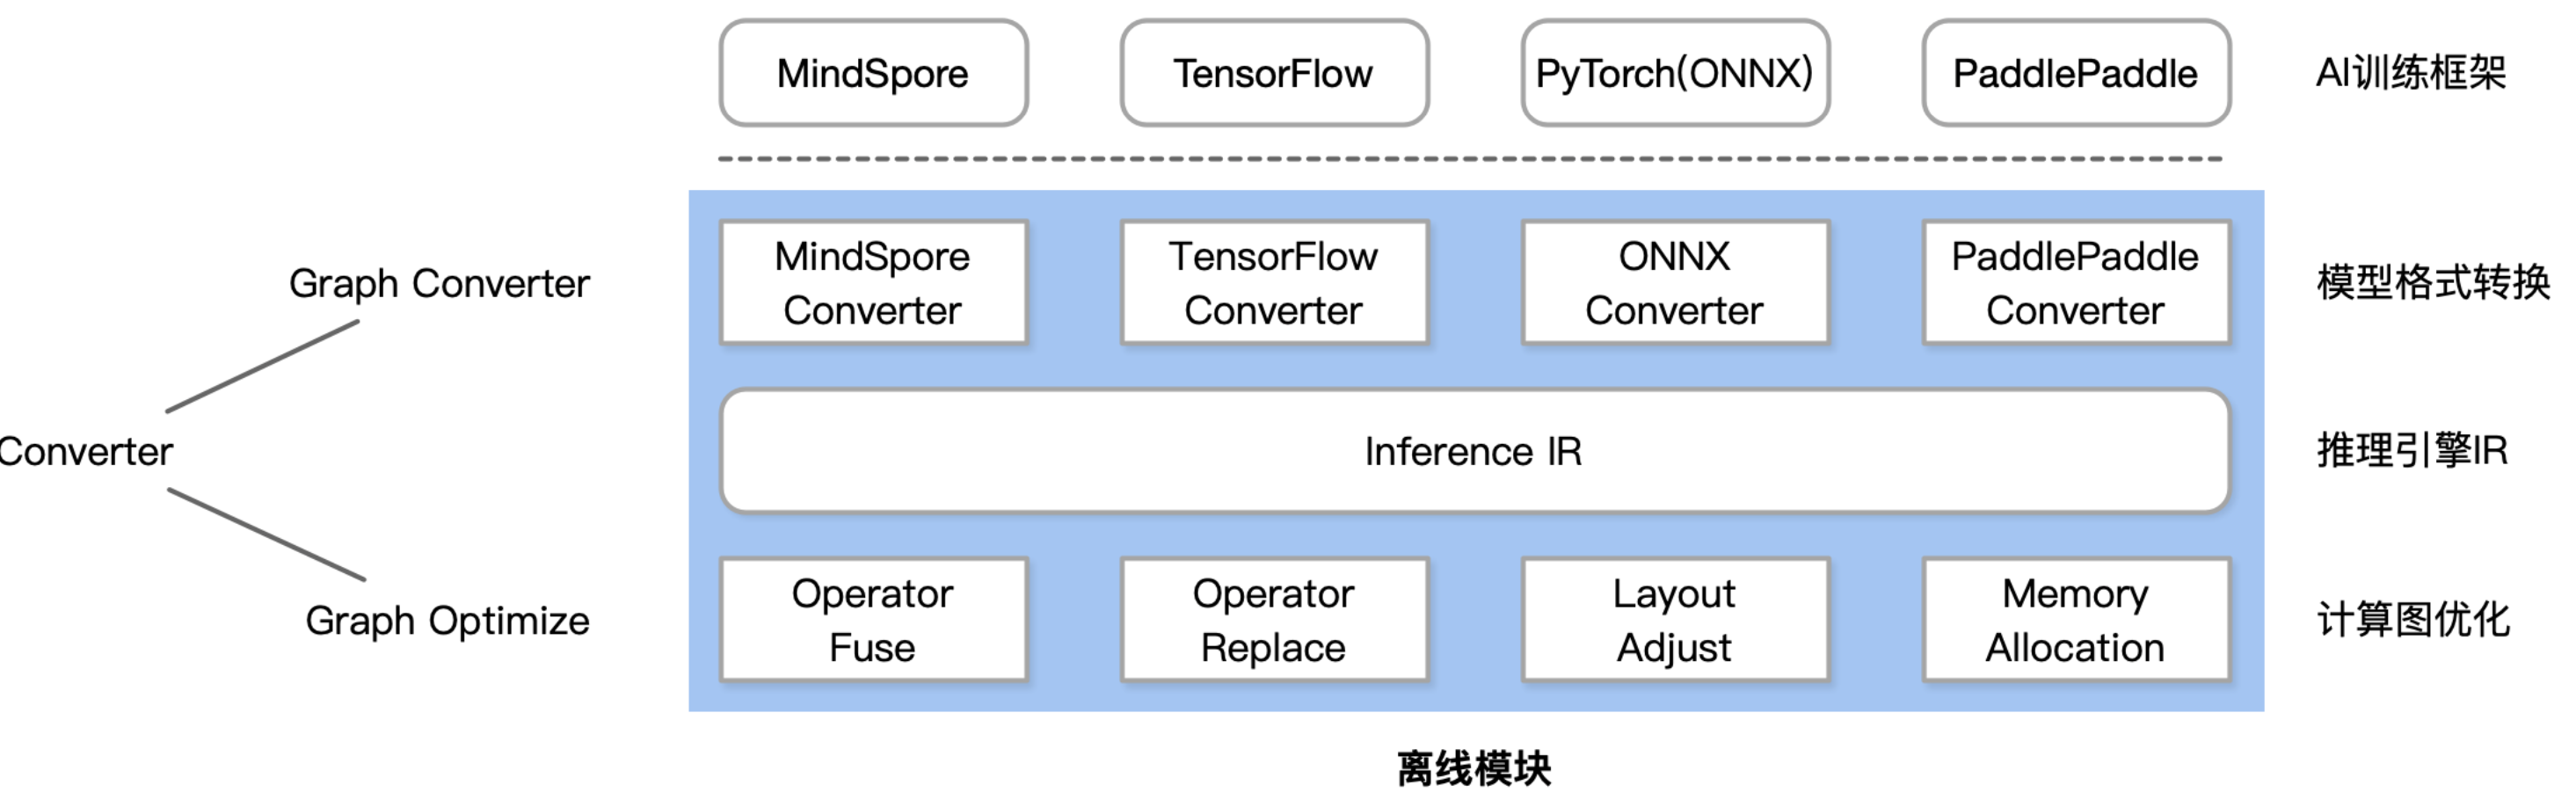 MindSpore
TensorFlow
PyTorch(ONNX)
PaddlePaddle
AI训练框架
Graph Converter
MindSpore
Converter
TensorFlow
Converter
ONNX
Converter
PaddlePaddle
Converter
模型格式转换
Converter
Inference IR
推理引擎IR
Graph Optimize
Operator
Fuse
Operator
Replace
Layout
Adjust
Memory
Allocation
计算图优化
离线模块